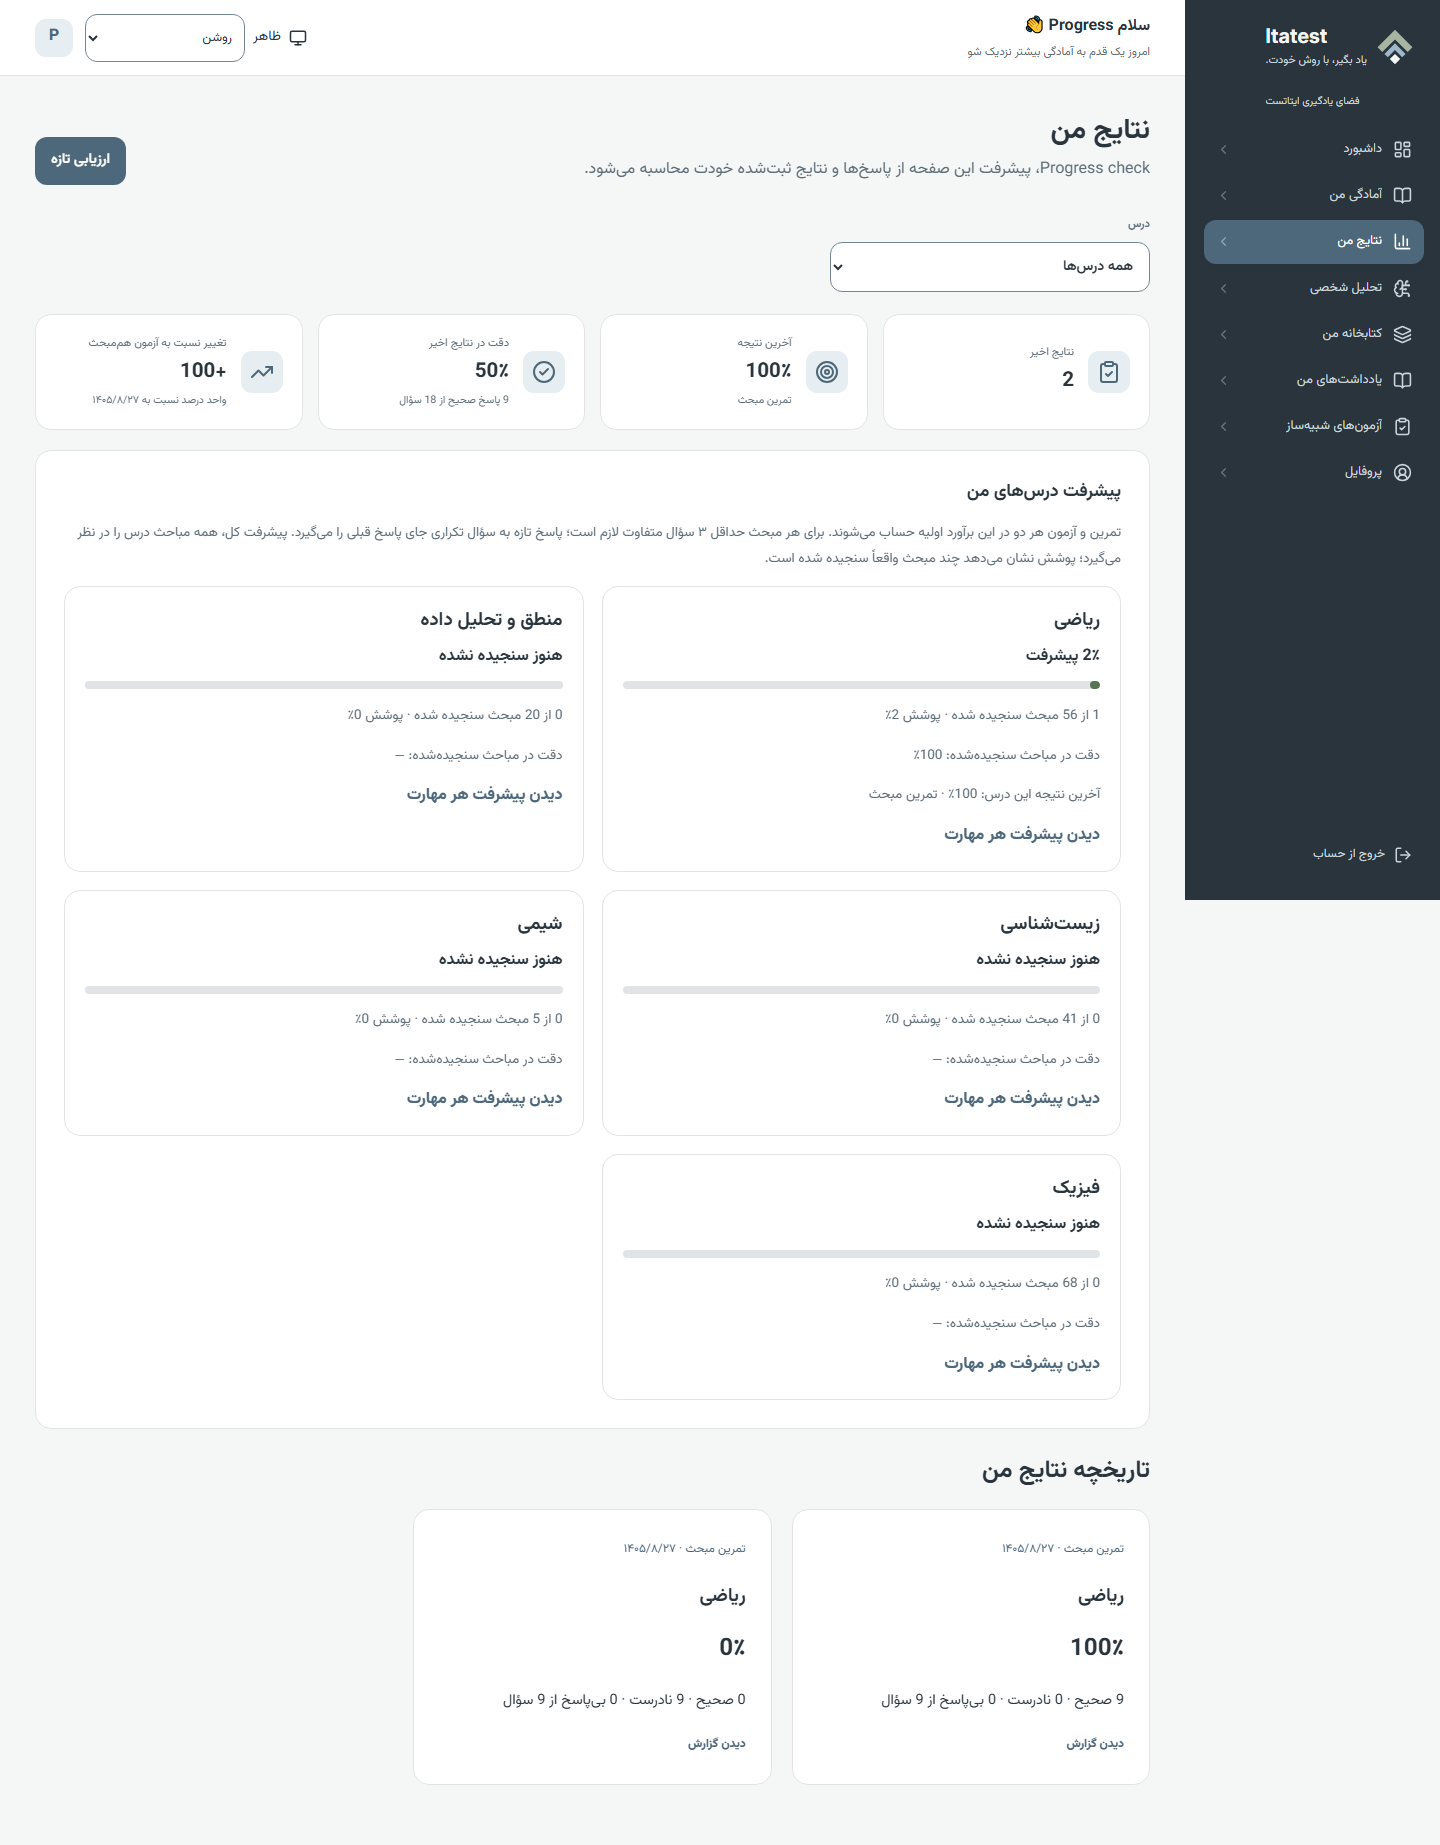 Itatest
یاد بگیر، با روش خودت.
فضای یادگیری ایتاتست
داشبورد
آمادگی من
نتایج من
تحلیل شخصی
کتابخانه من
یادداشت‌های من
آزمون‌های شبیه‌ساز
پروفایل
خروج از حساب
سلام Progress 👋
امروز یک قدم به آمادگی بیشتر نزدیک شو
ظاهر
روشن
P
نتایج من
Progress check، پیشرفت این صفحه از پاسخ‌ها و نتایج ثبت‌شده خودت محاسبه می‌شود.
ارزیابی تازه
درس
همه درس‌ها
نتایج اخیر
2
آخرین نتیجه
100٪
تمرین مبحث
دقت در نتایج اخیر
50٪
9 پاسخ صحیح از 18 سؤال
تغییر نسبت به آزمون هم‌مبحث
+100
واحد درصد نسبت به ۱۴۰۵/۸/۲۷
پیشرفت درس‌های من
تمرین و آزمون هر دو در این برآورد اولیه حساب می‌شوند. برای هر مبحث حداقل ۳ سؤال متفاوت لازم است؛ پاسخ تازه به سؤال تکراری جای پاسخ قبلی را می‌گیرد. پیشرفت کل، همه مباحث درس را در نظر
می‌گیرد؛ پوشش نشان می‌دهد چند مبحث واقعاً سنجیده شده است.
ریاضی
2٪ پیشرفت
1 از 56 مبحث سنجیده شده · پوشش 2٪
دقت در مباحث سنجیده‌شده: 100٪
آخرین نتیجه این درس: 100٪ · تمرین مبحث
دیدن پیشرفت هر مهارت
منطق و تحلیل داده
هنوز سنجیده نشده
0 از 20 مبحث سنجیده شده · پوشش 0٪
دقت در مباحث سنجیده‌شده: —
دیدن پیشرفت هر مهارت
زیست‌شناسی
هنوز سنجیده نشده
0 از 41 مبحث سنجیده شده · پوشش 0٪
دقت در مباحث سنجیده‌شده: —
دیدن پیشرفت هر مهارت
شیمی
هنوز سنجیده نشده
0 از 5 مبحث سنجیده شده · پوشش 0٪
دقت در مباحث سنجیده‌شده: —
دیدن پیشرفت هر مهارت
فیزیک
هنوز سنجیده نشده
0 از 68 مبحث سنجیده شده · پوشش 0٪
دقت در مباحث سنجیده‌شده: —
دیدن پیشرفت هر مهارت
تاریخچه نتایج من
تمرین مبحث · ۱۴۰۵/۸/۲۷
ریاضی
100٪
9 صحیح · 0 نادرست · 0 بی‌پاسخ از 9 سؤال
دیدن گزارش
تمرین مبحث · ۱۴۰۵/۸/۲۷
ریاضی
0٪
0 صحیح · 9 نادرست · 0 بی‌پاسخ از 9 سؤال
دیدن گزارش